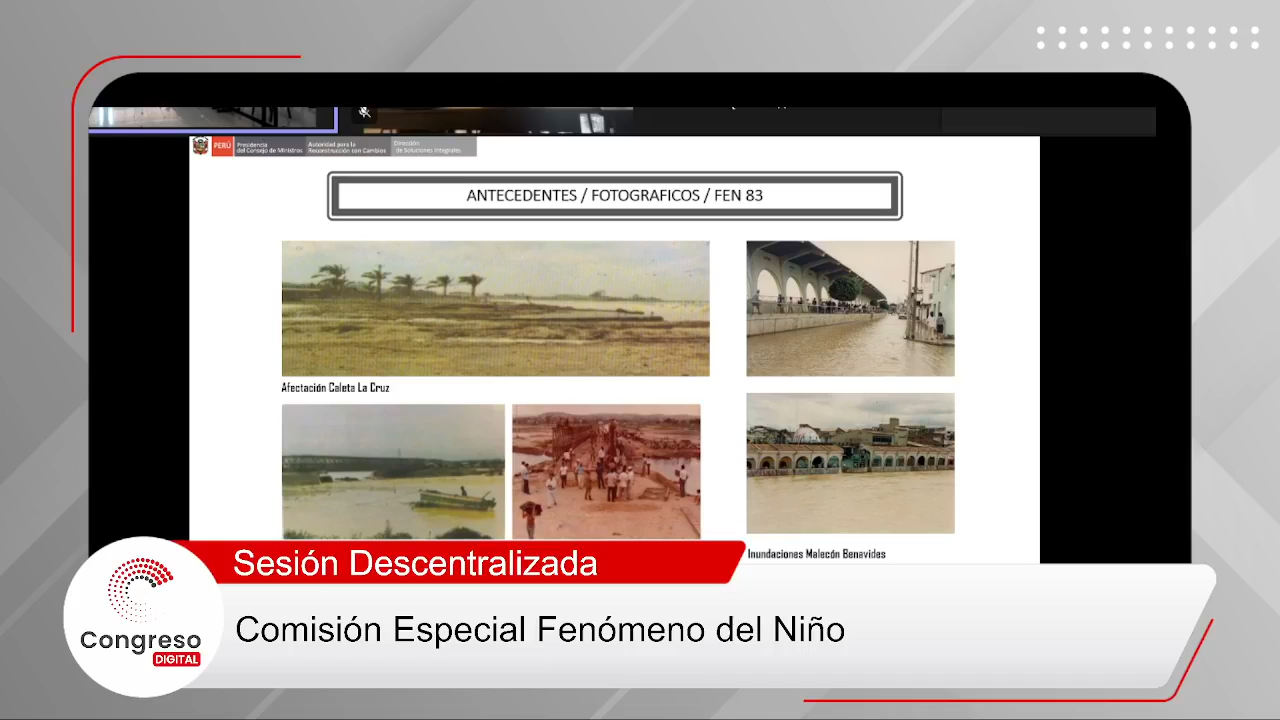 PERÚ
Presidencia
del Consejo de Ministros
Autoridad para la
Reconstrucción con Cambios
Dirección
de Soluciones Integrales
ANTECEDENTES / FOTOGRAFICOS / FEN 83
Afectación Caleta La Cruz
Inundaciones Malecón Benavides
Sesión Descentralizada
Comisión Especial Fenómeno del Niño
Congreso
DIGITAL